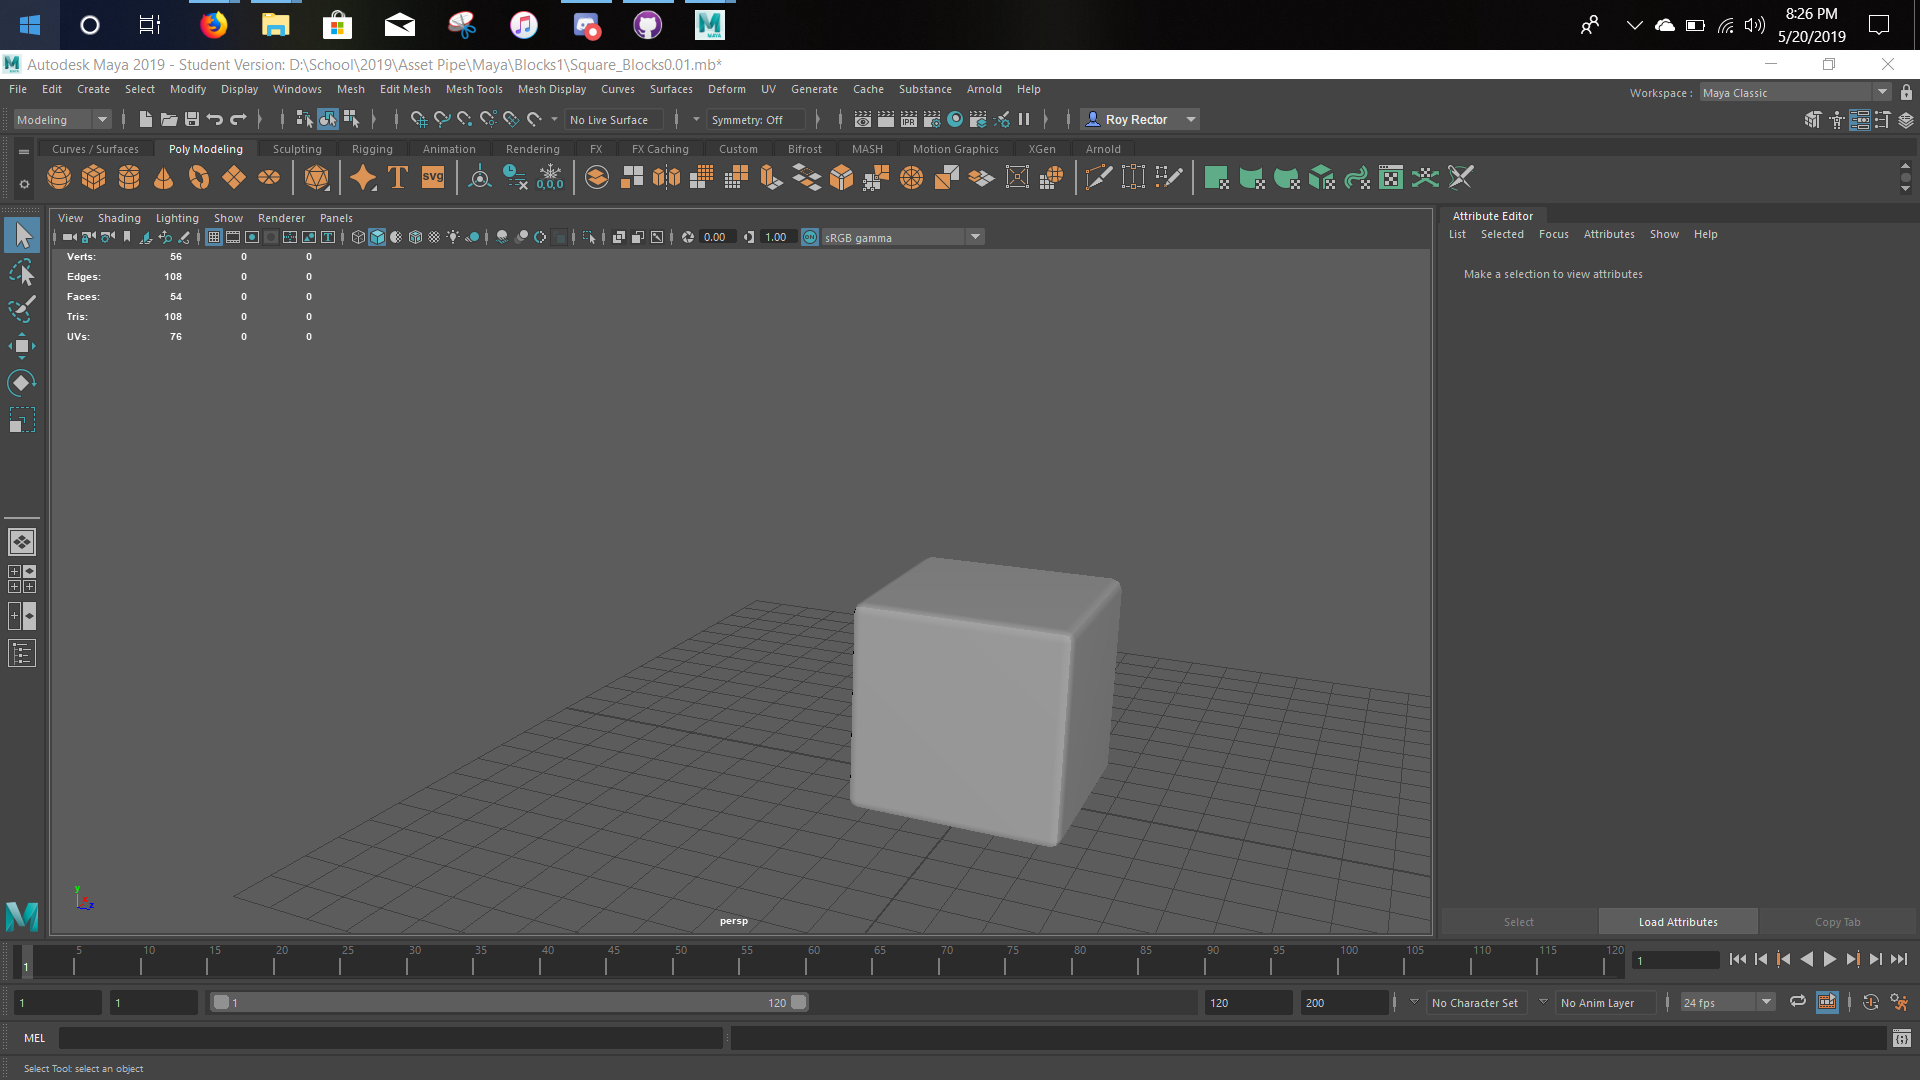 8:26 PM
5/20/2019
MAYA
Autodesk Maya 2019 - Student Version: D:\School\2019\Asset Pipe\Maya\Blocks1\Square_Blocks0.01.mb*
File Edit Create Select Modify Display Windows Mesh Edit Mesh Mesh Tools Mesh Display Curves Surfaces Deform UV Generate Cache Substance Arnold Help
Workspace : Maya Classic
Modeling No Live Surface Symmetry: Off IPR Roy Rector
Curves / Surfaces Poly Modeling Sculpting Rigging Animation Rendering FX FX Caching Custom Bifrost MASH Motion Graphics XGen Arnold
T SVG 0,0,0
View Shading Lighting Show Renderer Panels
0.00 1.00 ON sRGB gamma
Attribute Editor
List Selected Focus Attributes Show Help
Make a selection to view attributes
Verts: 56 0 0
Edges: 108 0 0
Faces: 54 0 0
Tris: 108 0 0
UVs: 76 0 0
y
z
persp
Select Load Attributes Copy Tab
1 5 10 15 20 25 30 35 40 45 50 55 60 65 70 75 80 85 90 95 100 105 110 115 120 1
1 1 1 120 120 200 No Character Set No Anim Layer 24 fps
MEL
Select Tool: select an object